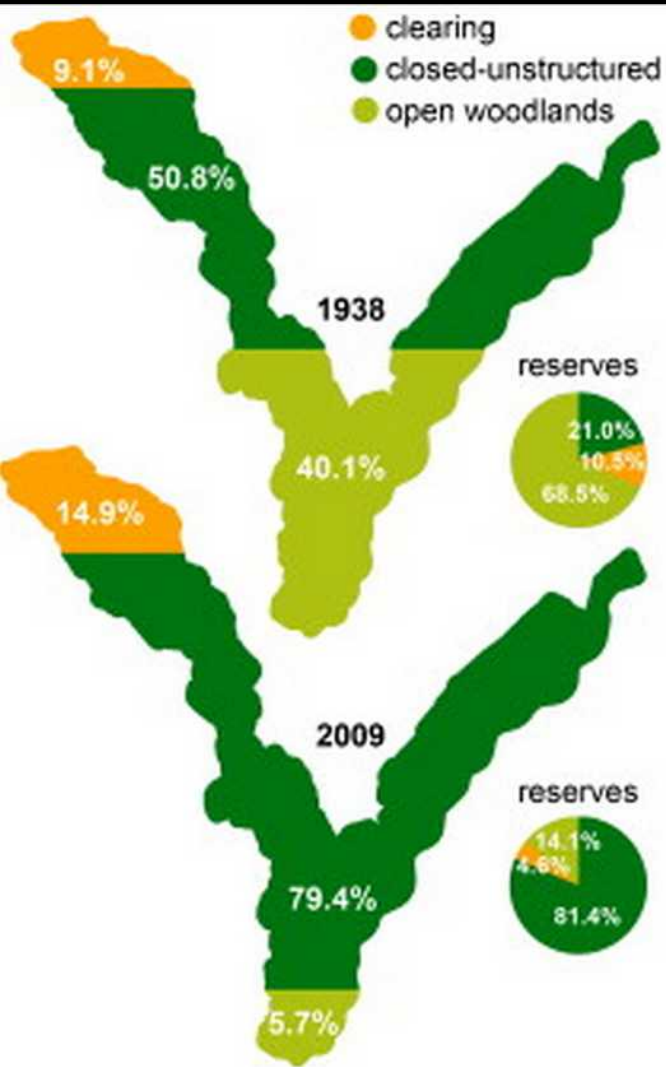 clearing
closed-unstructured
open woodlands
9.1%
50.8%
1938
40.1%
reserves
21.0%
10.5%
68.5%
14.9%
2009
79.4%
5.7%
reserves
14.1%
4.6%
81.4%